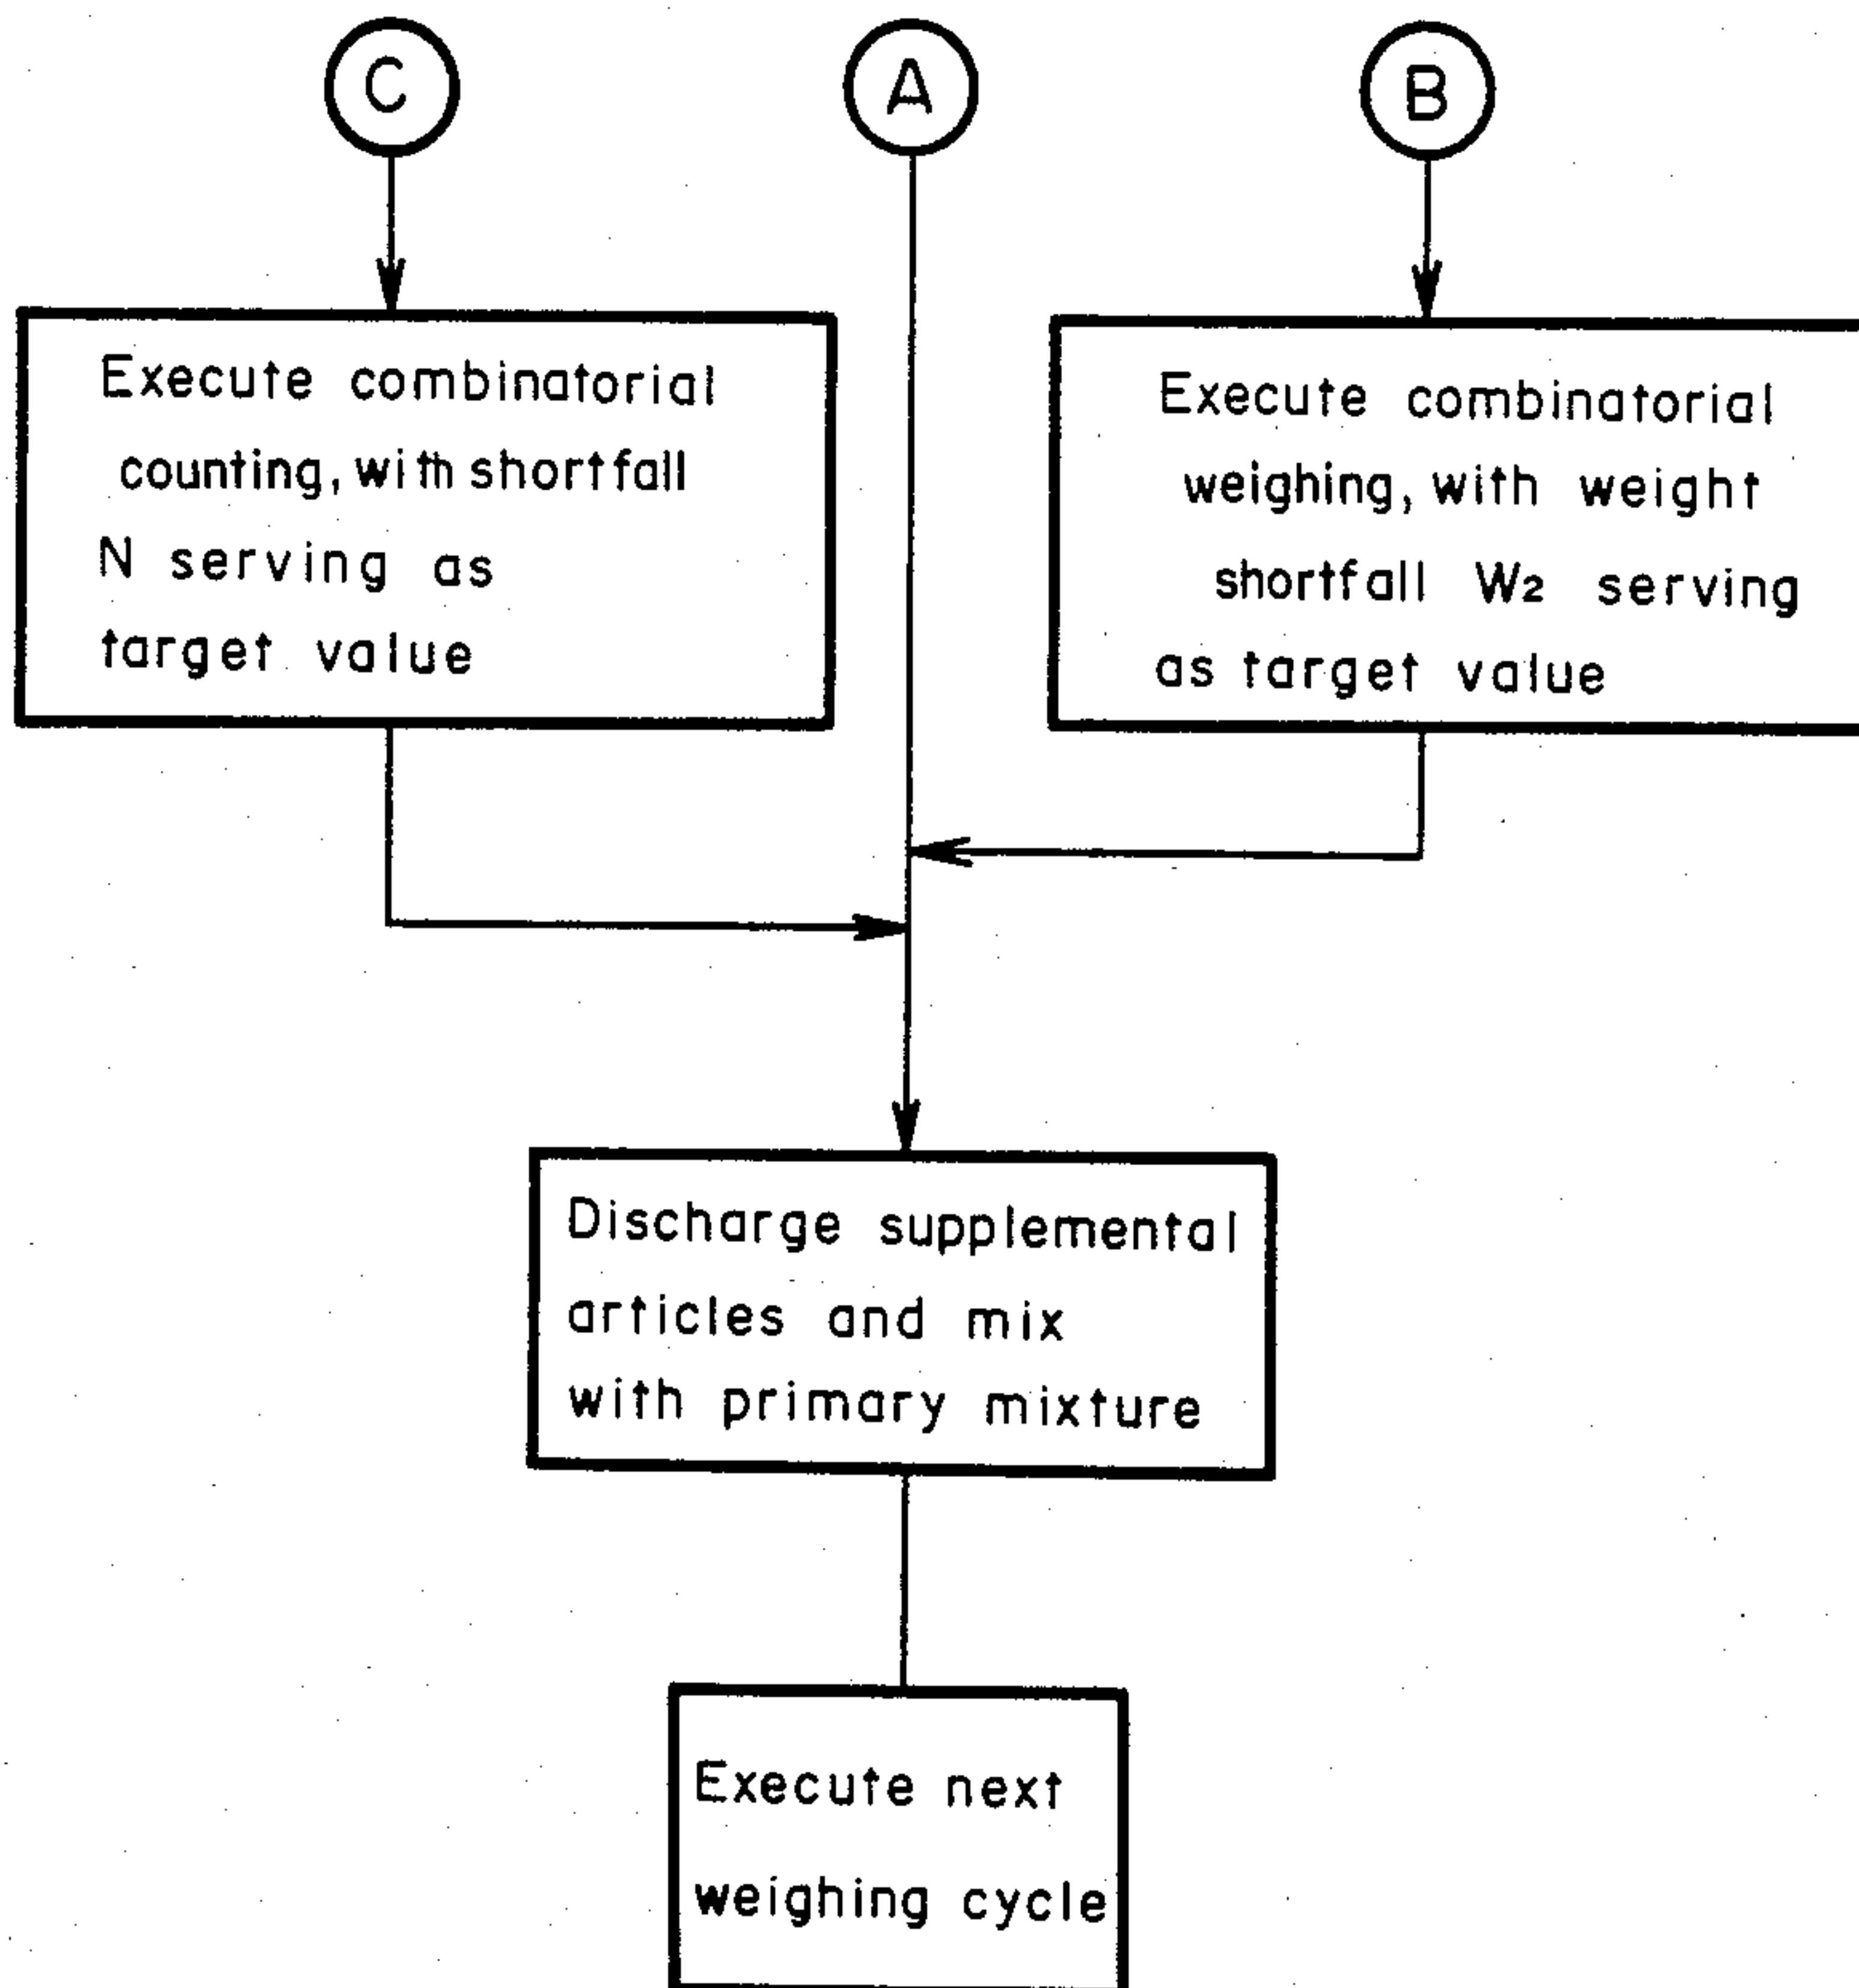 C
A
B
Execute combinatorial
counting, with shortfall
N serving as
target value
Execute combinatorial
weighing, with weight
shortfall W2 serving
as target value
Discharge supplemental
articles and mix
with primary mixture
Execute next
weighing cycle